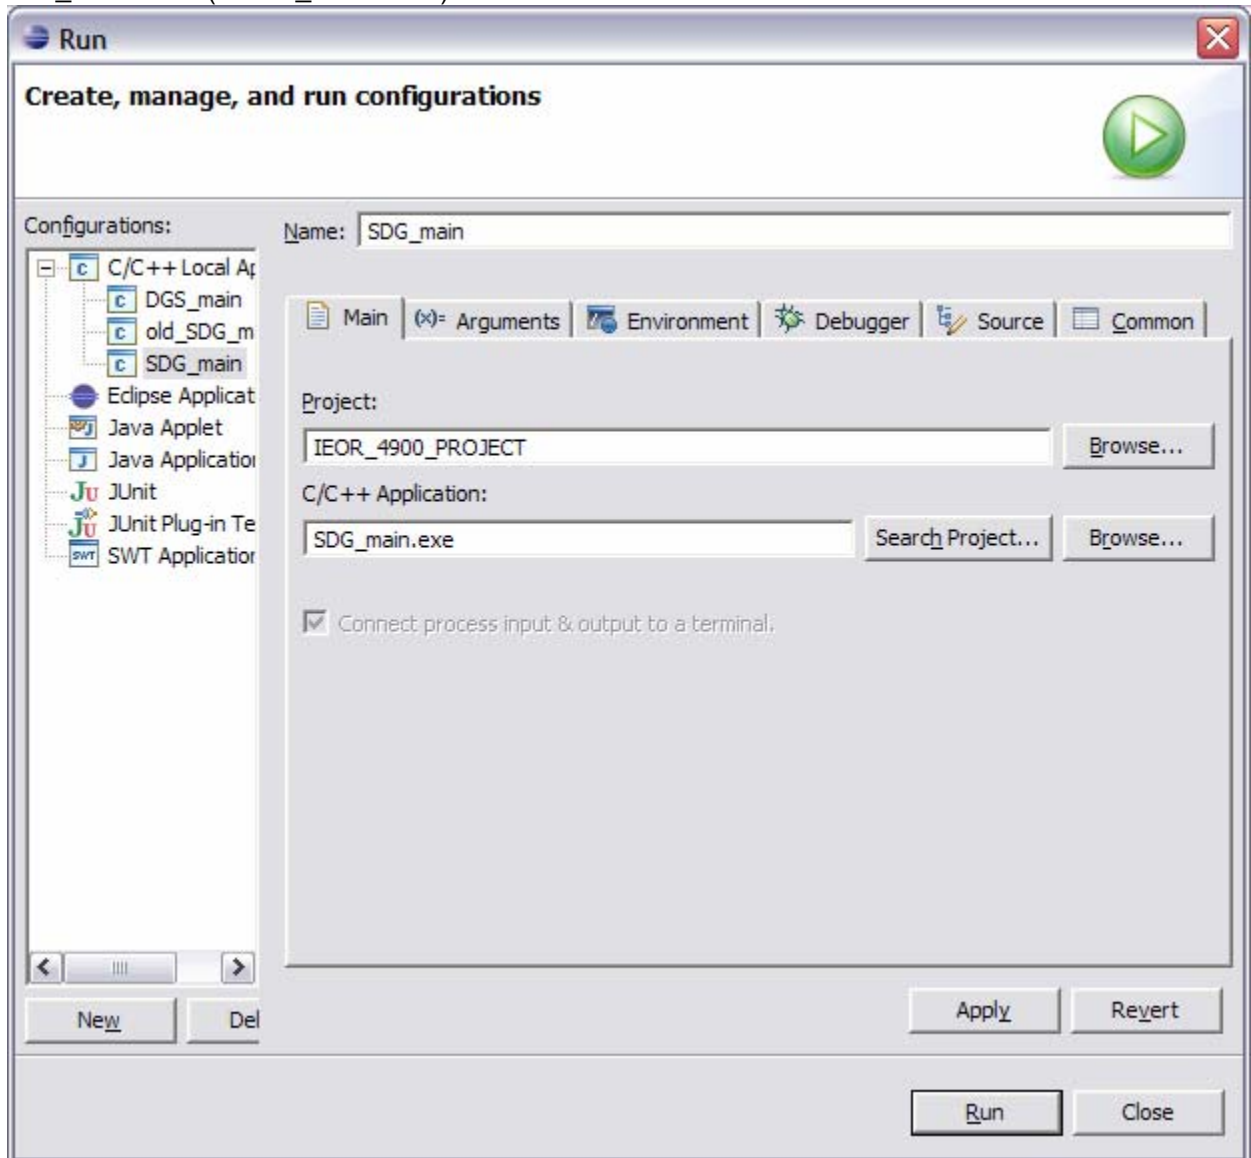 Run
Create, manage, and run configurations
Configurations:
Name: SDG_main
C/C++ Local Ap
DGS_main
old_SDG_m
SDG_main
Eclipse Applicat
Java Applet
Java Application
JUnit
JUnit Plug-in Te
SWT Application
Main
(x)= Arguments
Environment
Debugger
Source
Common
Project:
IEOR_4900_PROJECT
Browse...
C/C++ Application:
SDG_main.exe
Search Project...
Browse...
Connect process input & output to a terminal.
New
Del
Apply
Revert
Run
Close